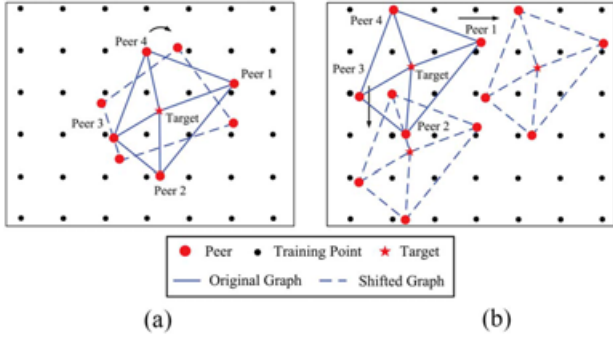 Peer 4
Peer 1
Target
Peer 3
Peer 2
Peer 4
Peer 1
Target
Peer 3
Peer 2
Peer Training Point Target
Original Graph Shifted Graph
(a) (b)